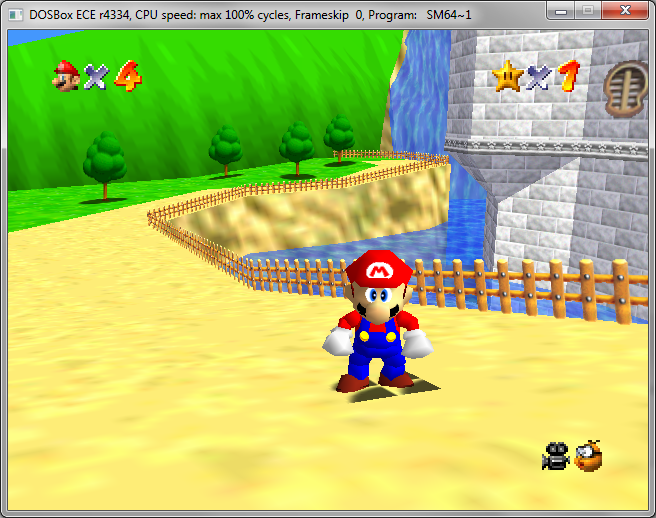 DOSBox ECE r4334, CPU speed: max 100% cycles, Frameskip 0, Program: SM64~1
× 4
× 1
M